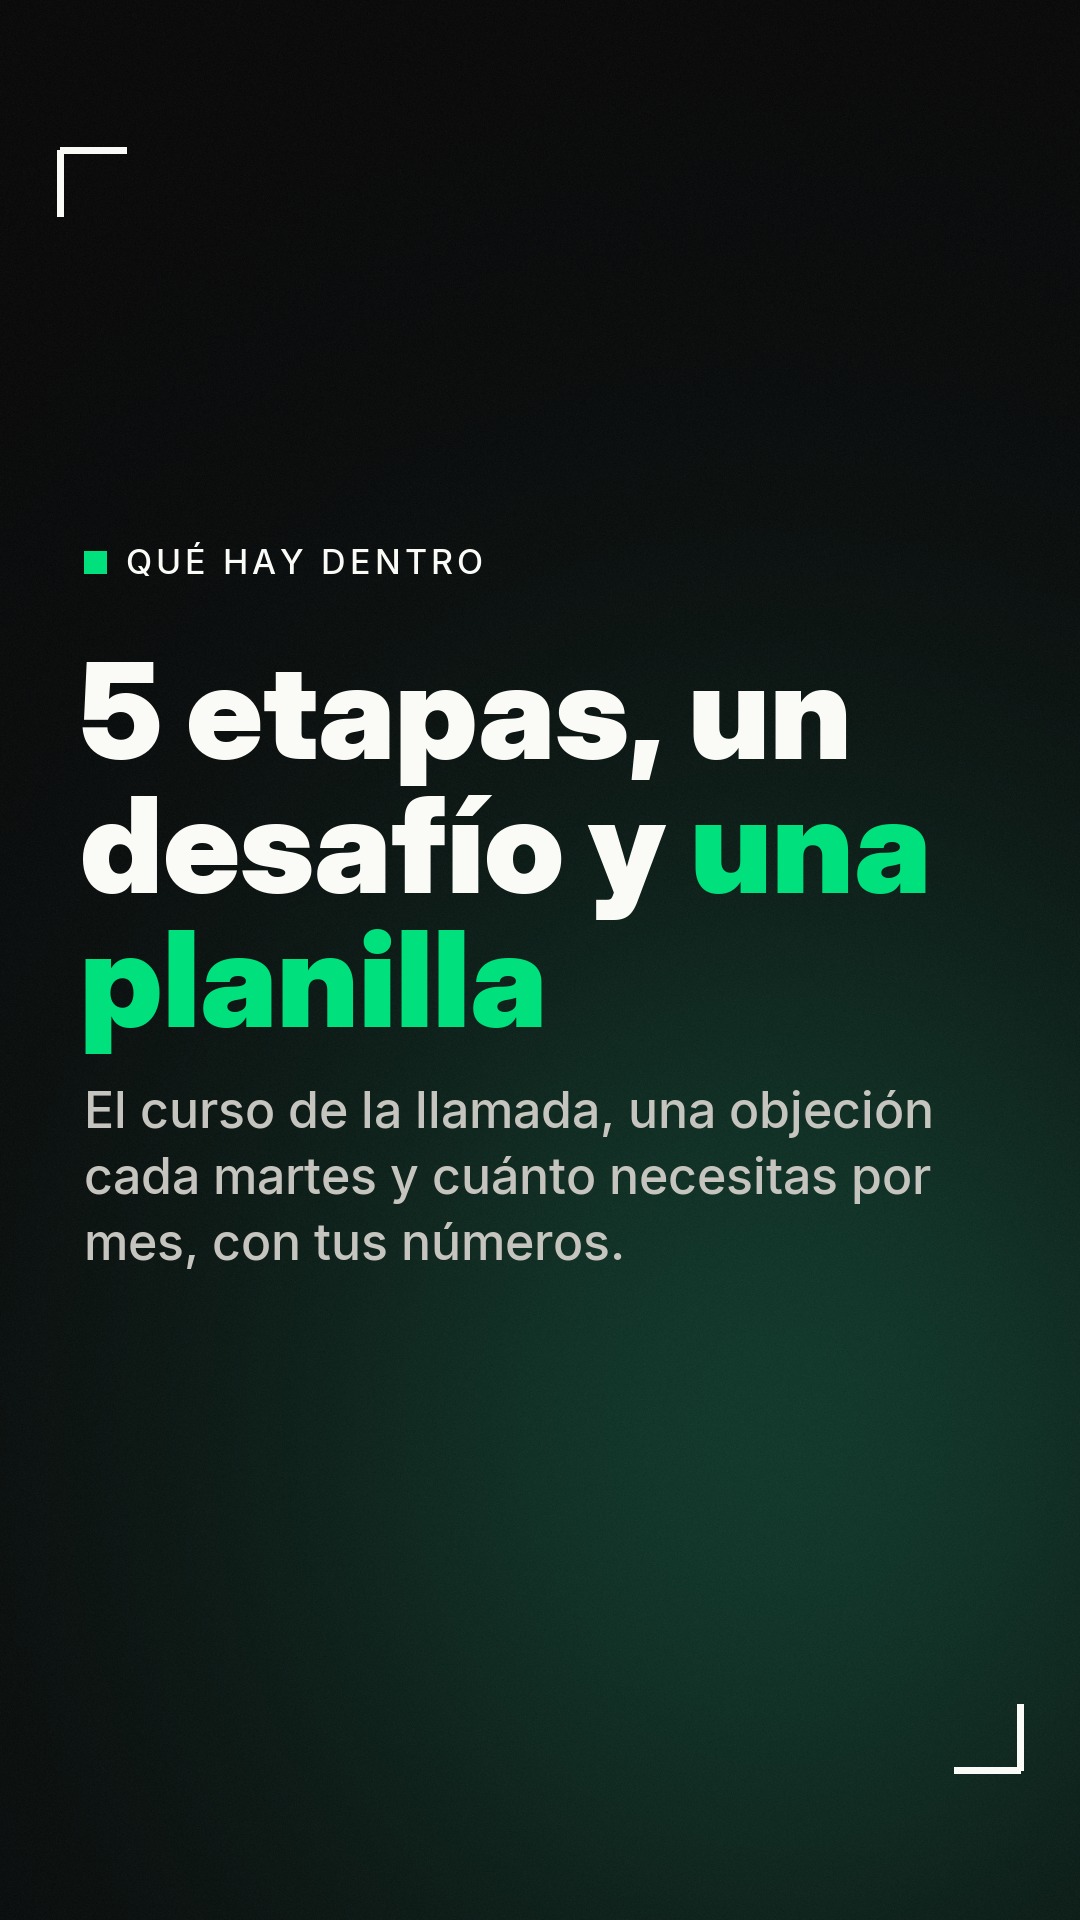 QUÉ HAY DENTRO
5 etapas, un
desafío y una
planilla
El curso de la llamada, una objeción
cada martes y cuánto necesitas por
mes, con tus números.